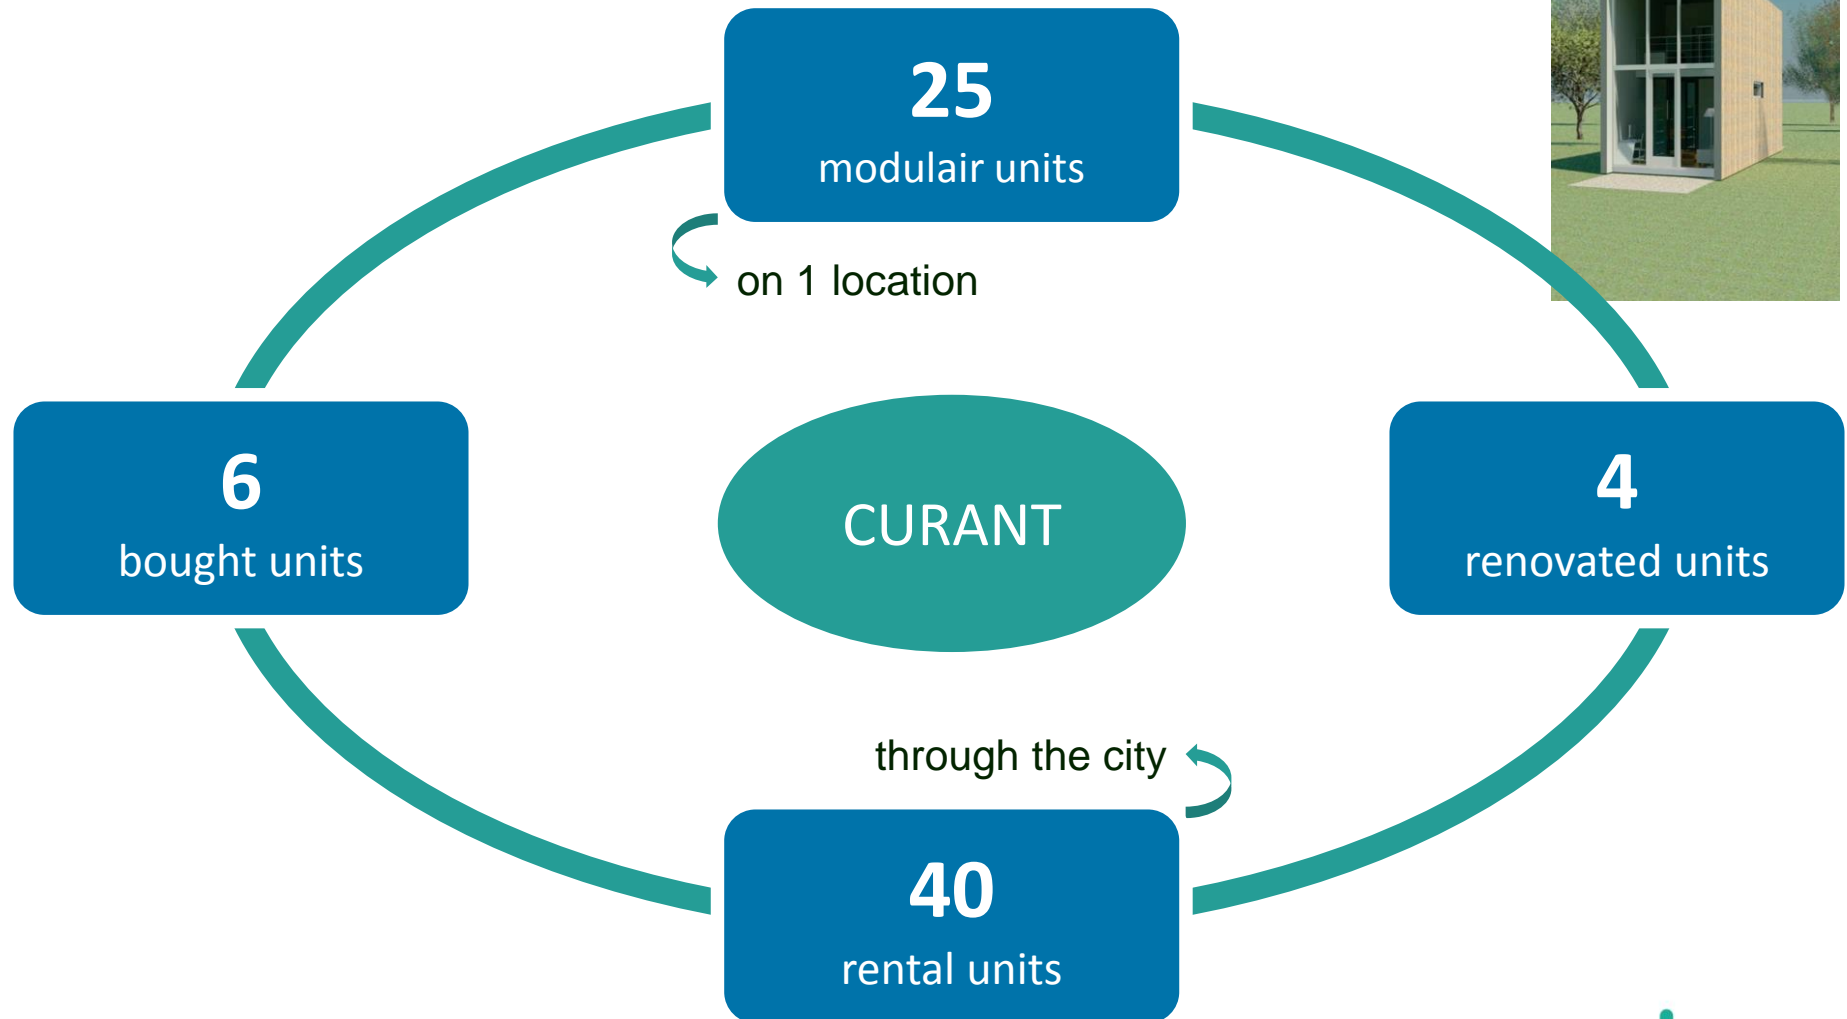 25
modulair units
on 1 location
6
bought units
CURANT
4
renovated units
through the city
40
rental units